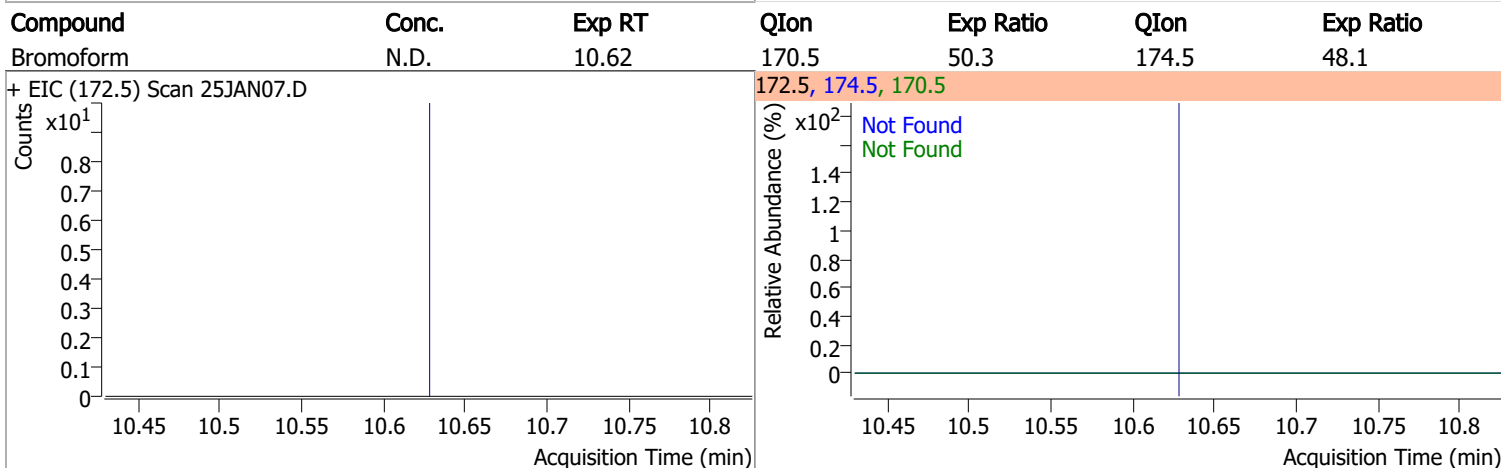 Compound Conc. Exp RT QIon Exp Ratio QIon Exp Ratio
Bromoform N.D. 10.62 170.5 50.3 174.5 48.1
+ EIC (172.5) Scan 25JAN07.D
Counts
x10¹
0.8
0.7
0.6
0.5
0.4
0.3
0.2
0.1
0
10.45 10.5 10.55 10.6 10.65 10.7 10.75 10.8
Acquisition Time (min)
172.5, 174.5, 170.5
Relative Abundance (%)
x10²
Not Found
Not Found
1.4
1.2
1
0.8
0.6
0.4
0.2
0
10.45 10.5 10.55 10.6 10.65 10.7 10.75 10.8
Acquisition Time (min)